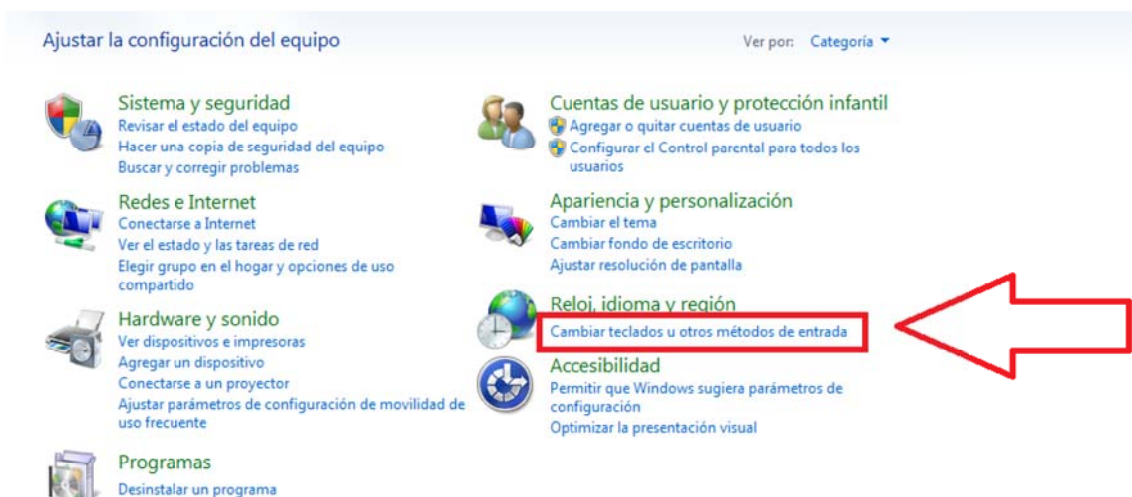 Ajustar la configuración del equipo
Ver por: Categoría
Sistema y seguridad
Revisar el estado del equipo
Hacer una copia de seguridad del equipo
Buscar y corregir problemas
Redes e Internet
Conectarse a Internet
Ver el estado y las tareas de red
Elegir grupo en el hogar y opciones de uso
compartido
Hardware y sonido
Ver dispositivos e impresoras
Agregar un dispositivo
Conectarse a un proyector
Ajustar parámetros de configuración de movilidad de
uso frecuente
Programas
Desinstalar un programa
Cuentas de usuario y protección infantil
Agregar o quitar cuentas de usuario
Configurar el Control parental para todos los
usuarios
Apariencia y personalización
Cambiar el tema
Cambiar fondo de escritorio
Ajustar resolución de pantalla
Reloj, idioma y región
Cambiar teclados u otros métodos de entrada
Accesibilidad
Permitir que Windows sugiera parámetros de
configuración
Optimizar la presentación visual